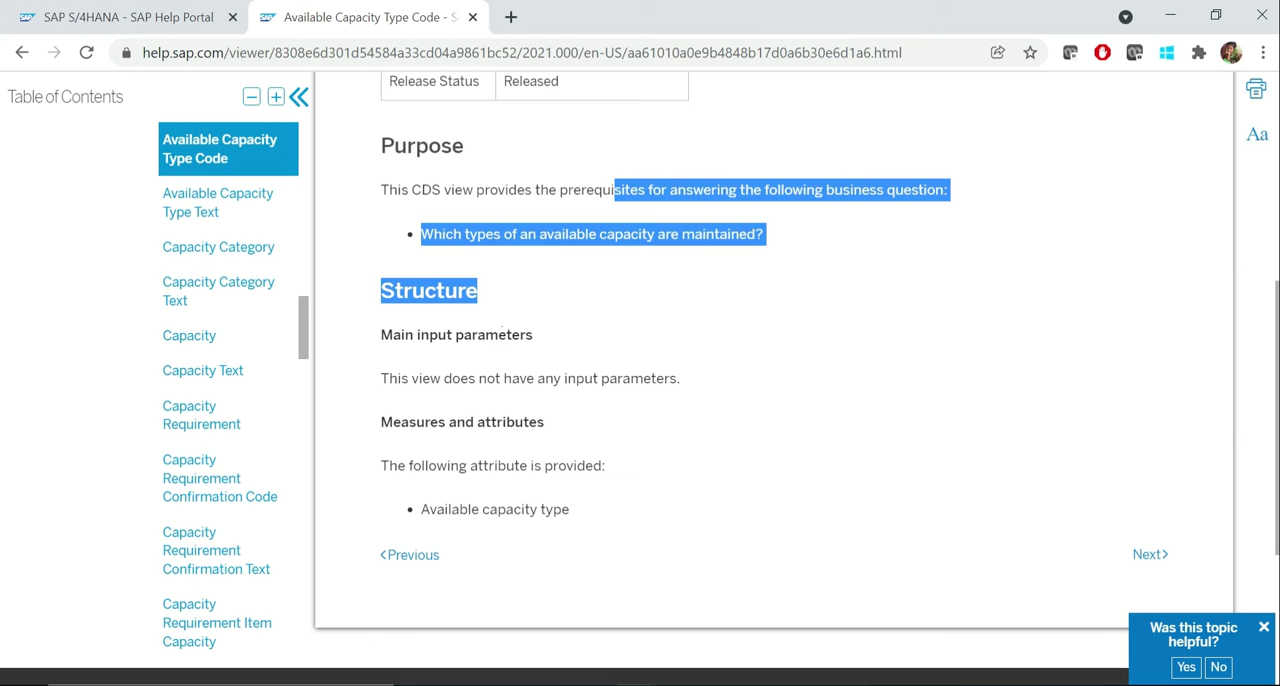 SAP SAP S/4HANA - SAP Help Portal
SAP Available Capacity Type Code - S
help.sap.com/viewer/8308e6d301d54584a33cd04a9861bc52/2021.000/en-US/aa61010a0e9b4848b17d0a6b30e6d1a6.html
Table of Contents
Available Capacity
Type Code
Available Capacity
Type Text
Capacity Category
Capacity Category
Text
Capacity
Capacity Text
Capacity
Requirement
Capacity
Requirement
Confirmation Code
Capacity
Requirement
Confirmation Text
Capacity
Requirement Item
Capacity
Release Status Released
Purpose
This CDS view provides the prerequisites for answering the following business question:
• Which types of an available capacity are maintained?
Structure
Main input parameters
This view does not have any input parameters.
Measures and attributes
The following attribute is provided:
• Available capacity type
<Previous
Next>
Aa
Was this topic
helpful?
Yes No